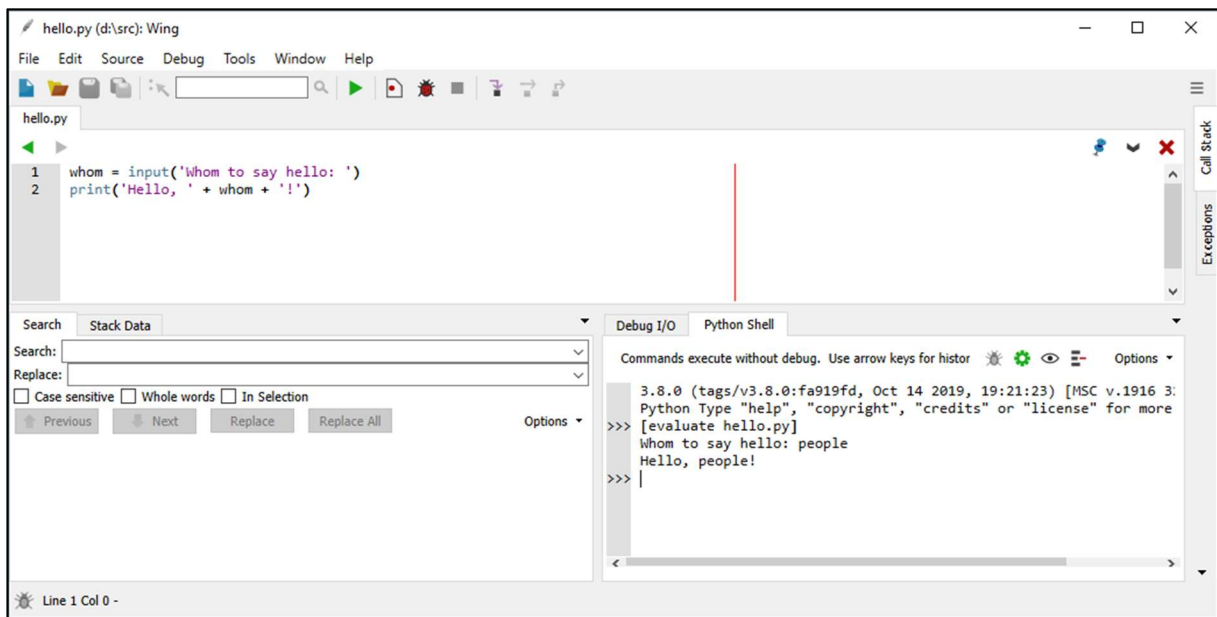 hello.py (d:\src): Wing
File Edit Source Debug Tools Window Help
hello.py
1 whom = input('Whom to say hello: ')
2 print('Hello, ' + whom + '!')
Call Stack
Exceptions
Search Stack Data
Search:
Replace:
Case sensitive Whole words In Selection
Previous Next Replace Replace All Options
Debug I/O Python Shell
Commands execute without debug. Use arrow keys for histor Options
3.8.0 (tags/v3.8.0:fa919fd, Oct 14 2019, 19:21:23) [MSC v.1916 3
Python Type "help", "copyright", "credits" or "license" for more
>>> [evaluate hello.py]
Whom to say hello: people
Hello, people!
>>>
Line 1 Col 0 -